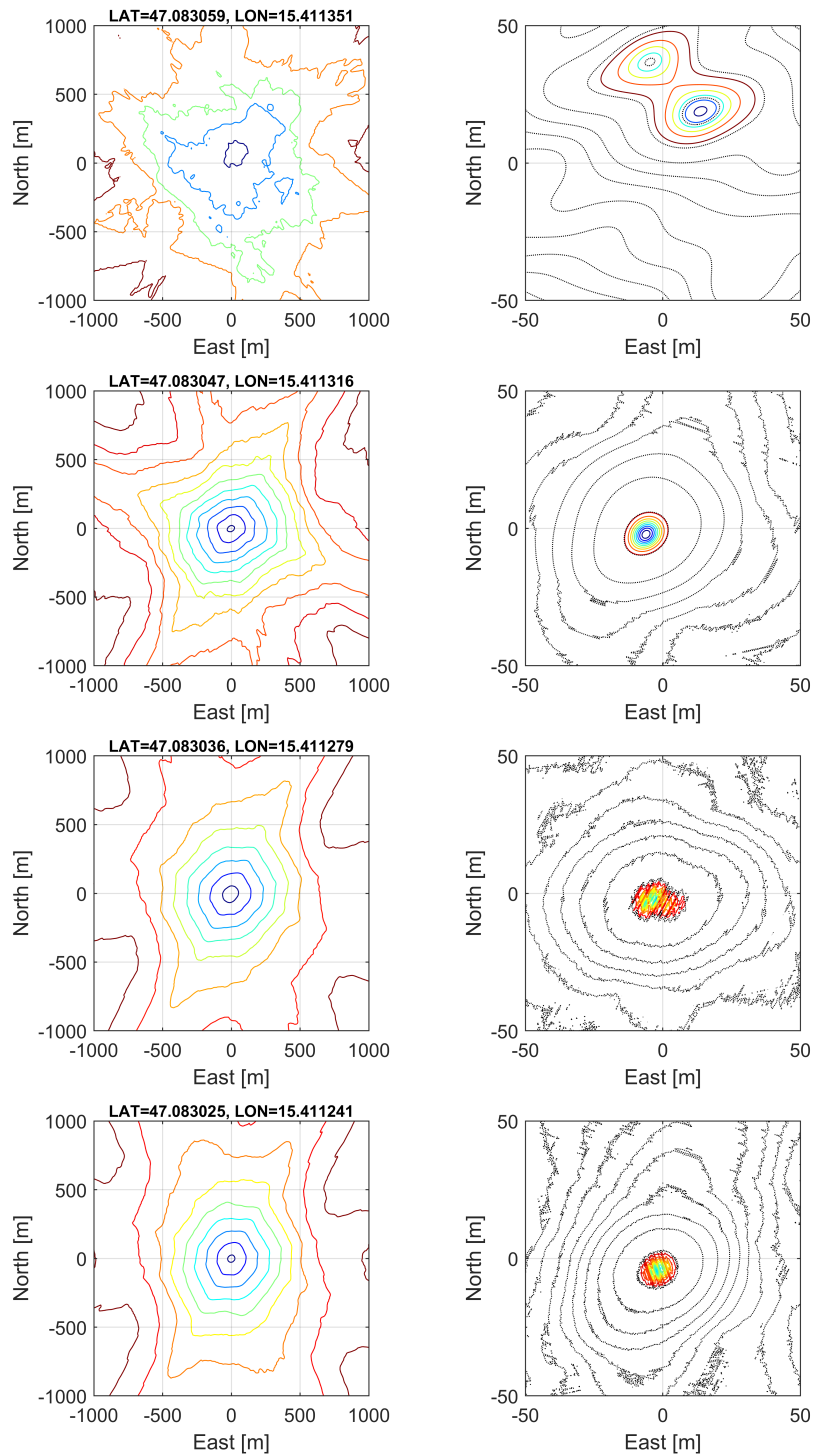 LAT=47.083059, LON=15.411351
1000
500
0
-500
-1000
-1000 -500 0 500 1000
North [m]
East [m]
50
0
-50
-50 0 50
North [m]
East [m]
LAT=47.083047, LON=15.411316
1000
500
0
-500
-1000
-1000 -500 0 500 1000
North [m]
East [m]
50
0
-50
-50 0 50
North [m]
East [m]
LAT=47.083036, LON=15.411279
1000
500
0
-500
-1000
-1000 -500 0 500 1000
North [m]
East [m]
50
0
-50
-50 0 50
North [m]
East [m]
LAT=47.083025, LON=15.411241
1000
500
0
-500
-1000
-1000 -500 0 500 1000
North [m]
East [m]
50
0
-50
-50 0 50
North [m]
East [m]